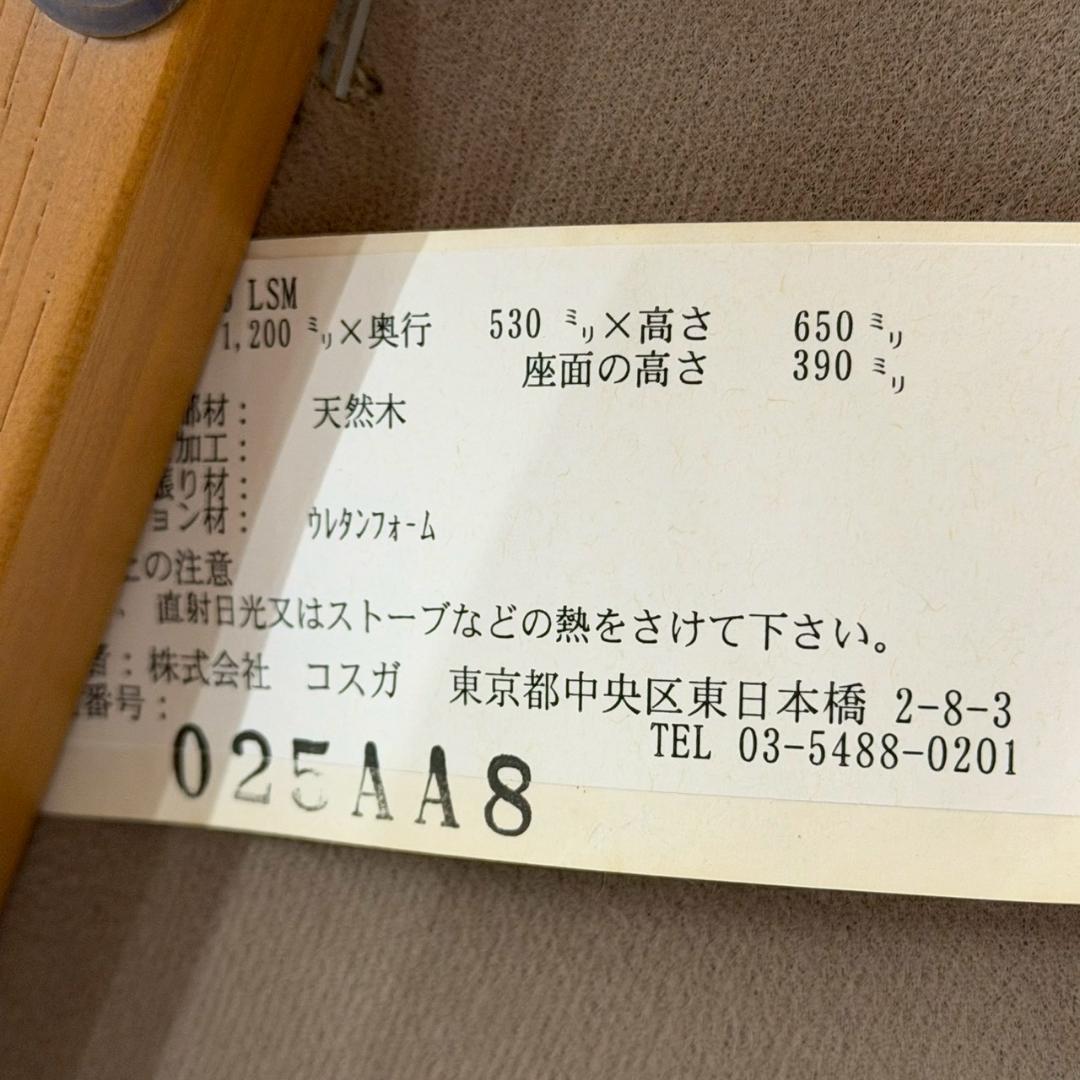 LSM
1,200 ミリ×奥行 530 ミリ×高さ 650 ミリ
座面の高さ 390 ミリ
部材： 天然木
加工：
張り材：
ョン材： ウレタンフォーム
上の注意
直射日光又はストーブなどの熱をさけて下さい。
者：株式会社 コスガ 東京都中央区東日本橋 2-8-3
番号： TEL 03-5488-0201
025AA8